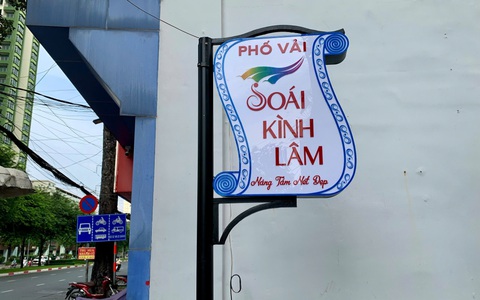 PHỐ VẢI
SOÁI
KÌNH
LÂM
Nâng Tầm Nét Đẹp